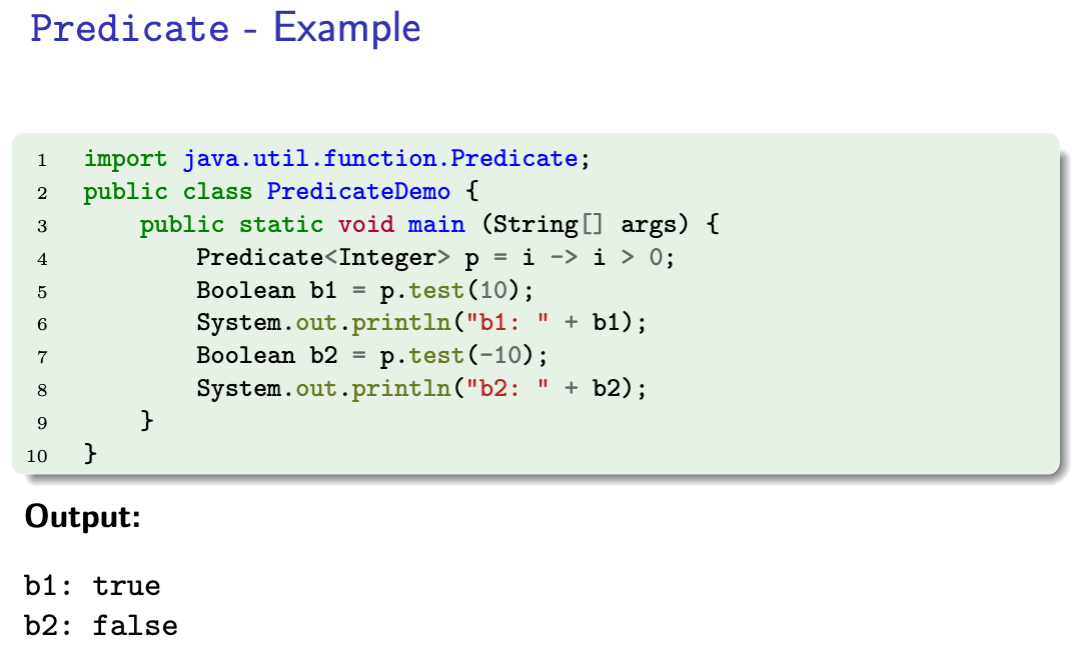 Predicate - Example
1 import java.util.function.Predicate;
2 public class PredicateDemo {
3     public static void main (String[] args) {
4         Predicate<Integer> p = i -> i > 0;
5         Boolean b1 = p.test(10);
6         System.out.println("b1: " + b1);
7         Boolean b2 = p.test(-10);
8         System.out.println("b2: " + b2);
9     }
10 }
Output:
b1: true
b2: false